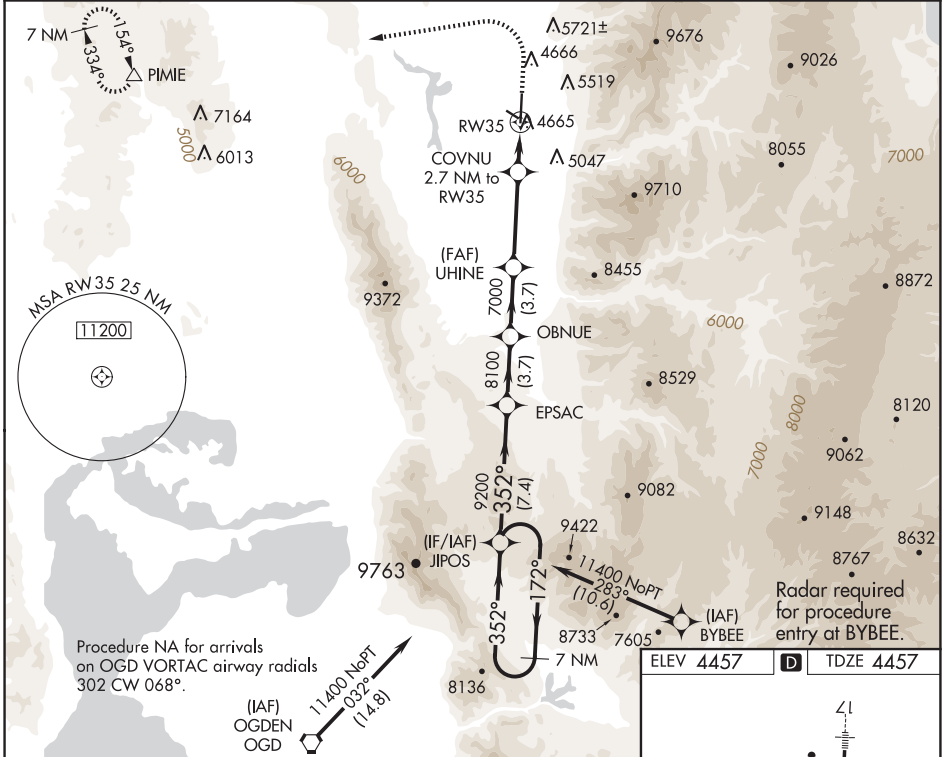 7 NM
154°
334°
PIMIE
7164
6013
5000
6000
5721±
4666
5519
9676
9026
RW35
4665
COVNU
2.7 NM to
RW35
5047
8055
7000
9710
(FAF)
UHINE
8455
8872
9372
7000
(3.7)
6000
OBNUE
MSA RW35 25 NM
11200
8100
(3.7)
8529
8000
8120
EPSAC
7000
9062
9200
352°
(7.4)
9082
9148
8632
(IF/IAF)
JIPOS
9763
9422
8767
11400 NoPT
283°
(10.6)
172°
352°
8733
7605
(IAF)
BYBEE
Radar required
for procedure
entry at BYBEE.
7 NM
8136
Procedure NA for arrivals
on OGD VORTAC airway radials
302 CW 068°.
11400 NoPT
032°
(14.8)
(IAF)
OGDEN
OGD
ELEV 4457 D TDZE 4457
17